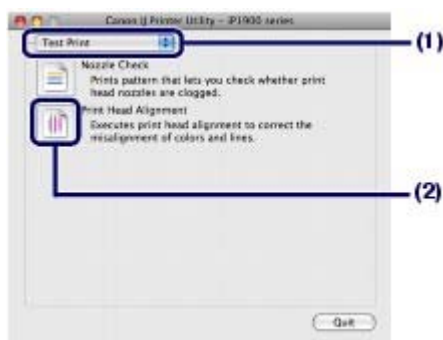 Canon IJ Printer Utility – iP1900 series
Test Print
(1)
Nozzle Check
Prints pattern that lets you check whether print
head nozzles are clogged.
Print Head Alignment
Executes print head alignment to correct the
misalignment of colors and lines.
(2)
Quit